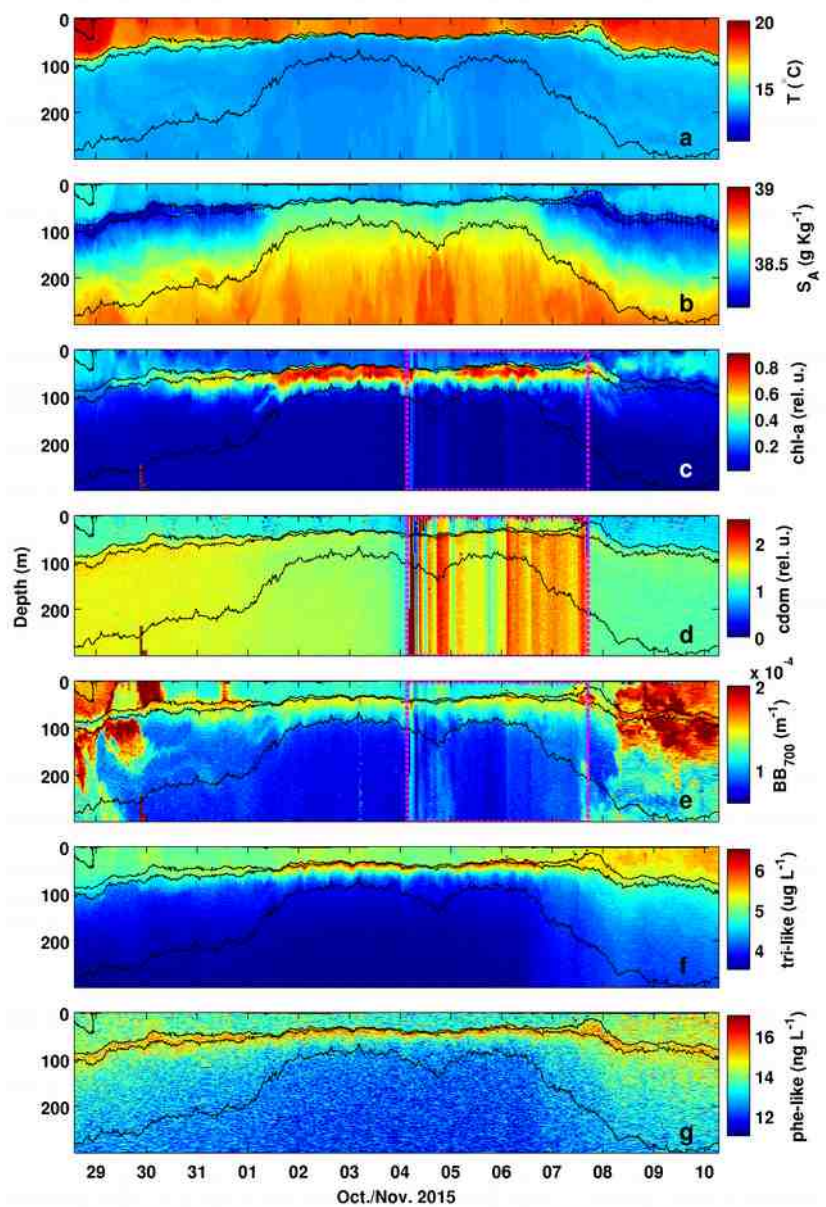 0
100
200
20
15
T (°C)
a
0
100
200
39
38.5
S_A (g Kg⁻¹)
b
0
100
200
0.8
0.6
0.4
0.2
chl-a (rel. u.)
c
Depth (m)
0
100
200
2
1
0
cdom (rel. u.)
d
0
100
200
x 10⁻⁴
2
1
BB₇₀₀ (m⁻¹)
e
0
100
200
6
5
4
tri-like (ug L⁻¹)
f
0
100
200
16
14
12
phe-like (ng L⁻¹)
g
29 30 31 01 02 03 04 05 06 07 08 09 10
Oct./Nov. 2015